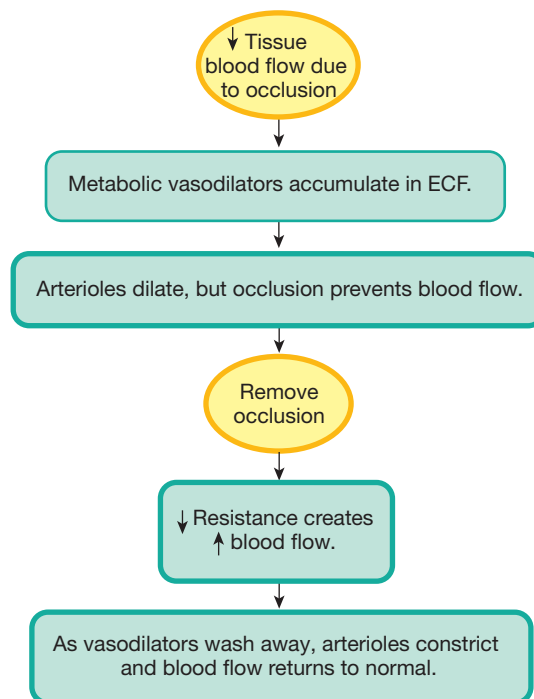 ↓ Tissue
blood flow due
to occlusion
Metabolic vasodilators accumulate in ECF.
Arterioles dilate, but occlusion prevents blood flow.
Remove
occlusion
↓ Resistance creates
↑ blood flow.
As vasodilators wash away, arterioles constrict
and blood flow returns to normal.